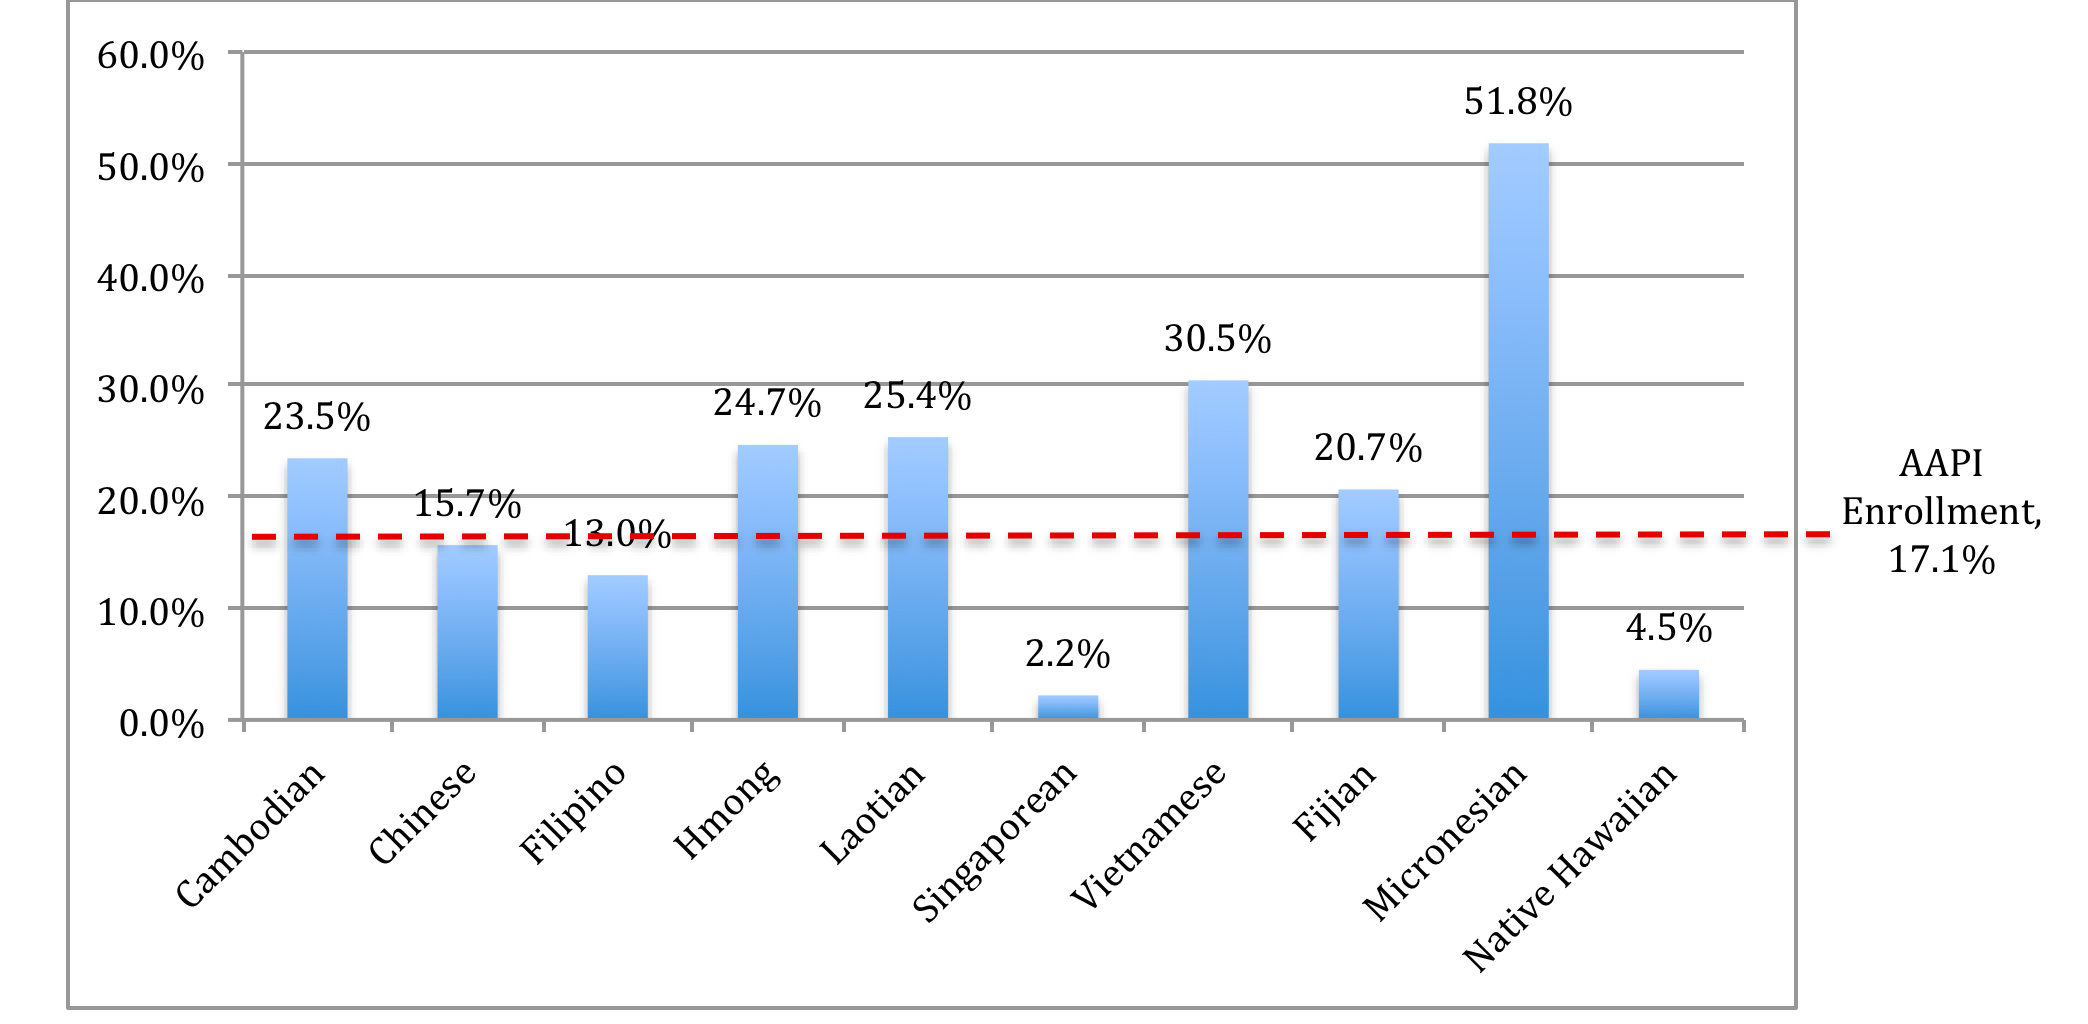 60.0%
50.0%
40.0%
30.0%
20.0%
10.0%
0.0%
23.5%
15.7%
13.0%
24.7%
25.4%
2.2%
30.5%
20.7%
51.8%
4.5%
Cambodian
Chinese
Filipino
Hmong
Laotian
Singaporean
Vietnamese
Fijian
Micronesian
Native Hawaiian
AAPI
Enrollment,
17.1%